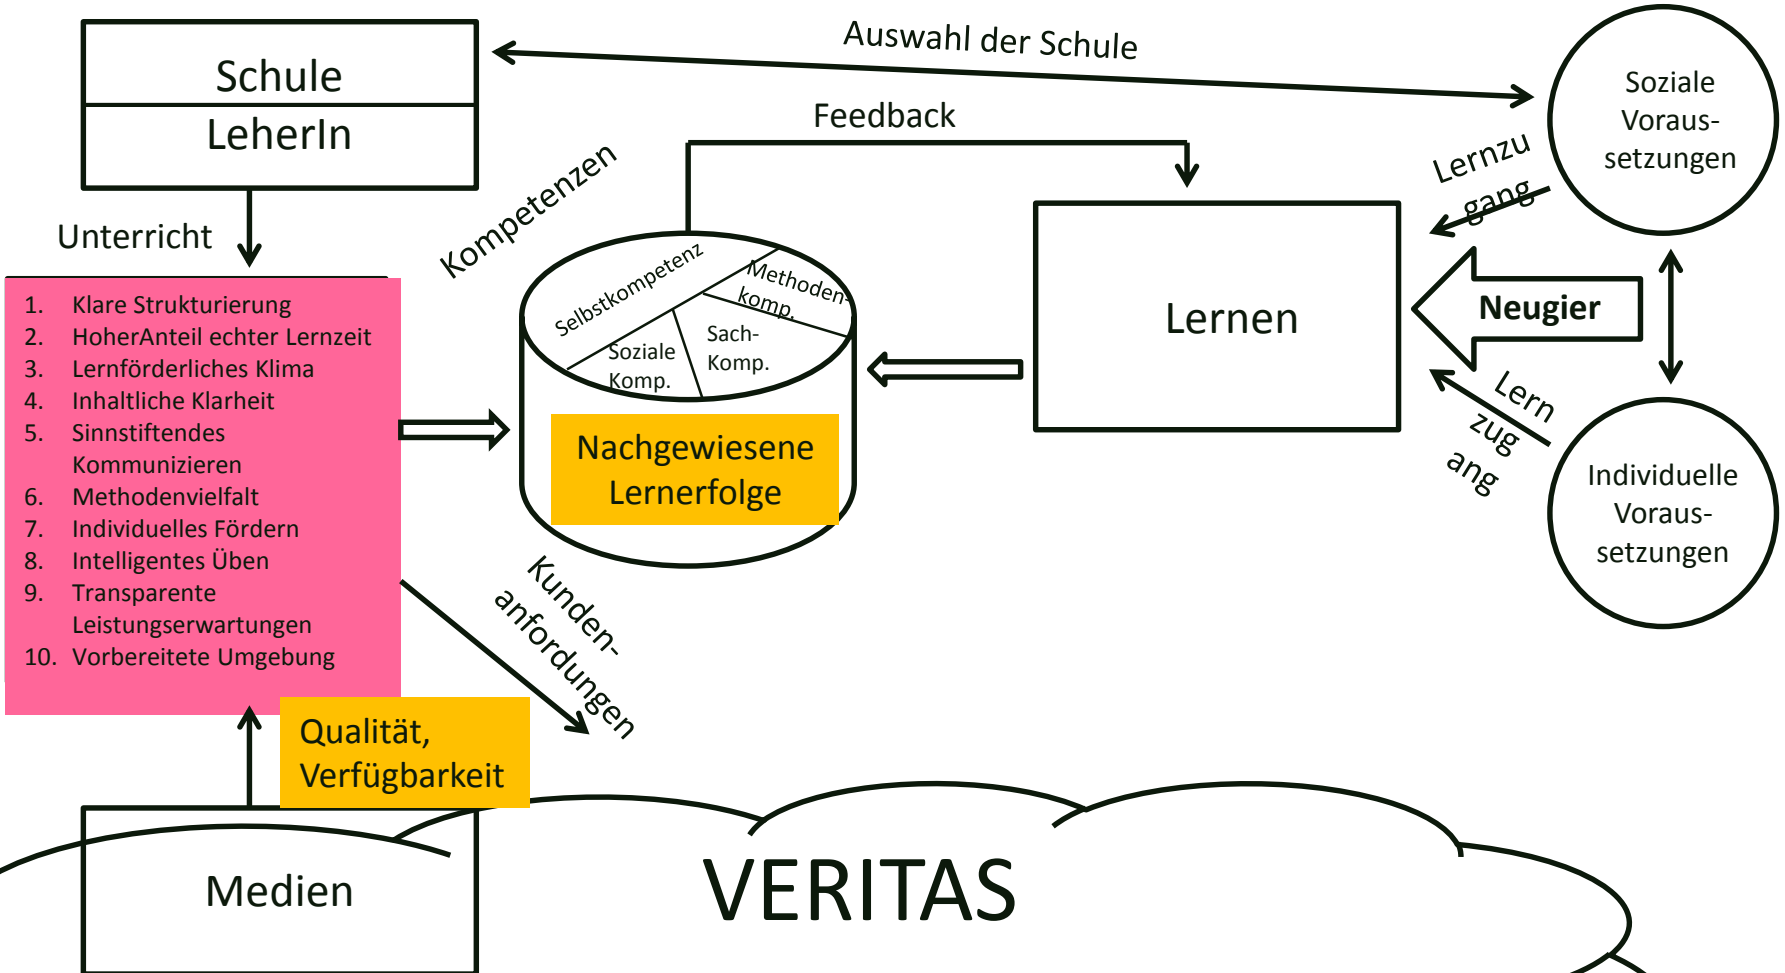 Schule
LeherIn
Auswahl der Schule
Soziale
Voraus-
setzungen
Feedback
Lernzu
gang
Kompetenzen
Unterricht
1. Klare Strukturierung
2. HoherAnteil echter Lernzeit
3. Lernförderliches Klima
4. Inhaltliche Klarheit
5. Sinnstiftendes
Kommunizieren
6. Methodenvielfalt
7. Individuelles Fördern
8. Intelligentes Üben
9. Transparente
Leistungserwartungen
10. Vorbereitete Umgebung
Selbstkompetenz
Methoden-
komp.
Soziale
Komp.
Sach-
Komp.
Nachgewiesene
Lernerfolge
Lernen
Neugier
Lern
zug
ang
Individuelle
Voraus-
setzungen
Kunden-
anfordungen
Qualität,
Verfügbarkeit
Medien
VERITAS